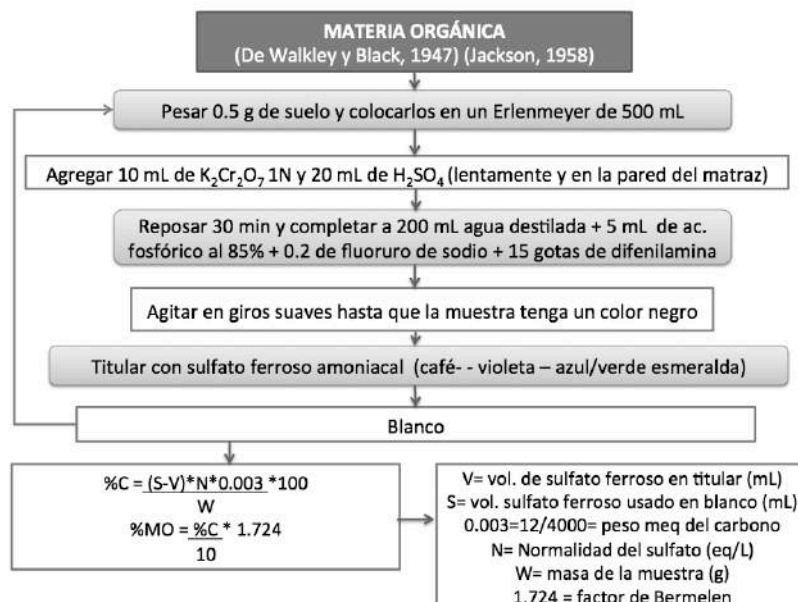 MATERIA ORGÁNICA
(De Walkley y Black, 1947) (Jackson, 1958)
Pesar 0.5 g de suelo y colocarlos en un Erlenmeyer de 500 mL
Agregar 10 mL de K₂Cr₂O₇ 1N y 20 mL de H₂SO₄ (lentamente y en la pared del matraz)
Reposar 30 min y completar a 200 mL agua destilada + 5 mL de ac.
fosfórico al 85% + 0.2 de fluoruro de sodio + 15 gotas de difenilamina
Agitar en giros suaves hasta que la muestra tenga un color negro
Titular con sulfato ferroso amoniacal (café- - violeta – azul/verde esmeralda)
Blanco
%C = (S-V)*N*0.003 *100
W
%MO = %C * 1.724
10
V= vol. de sulfato ferroso en titular (mL)
S= vol. sulfato ferroso usado en blanco (mL)
0.003=12/4000= peso meq del carbono
N= Normalidad del sulfato (eq/L)
W= masa de la muestra (g)
1.724 = factor de Bermelen